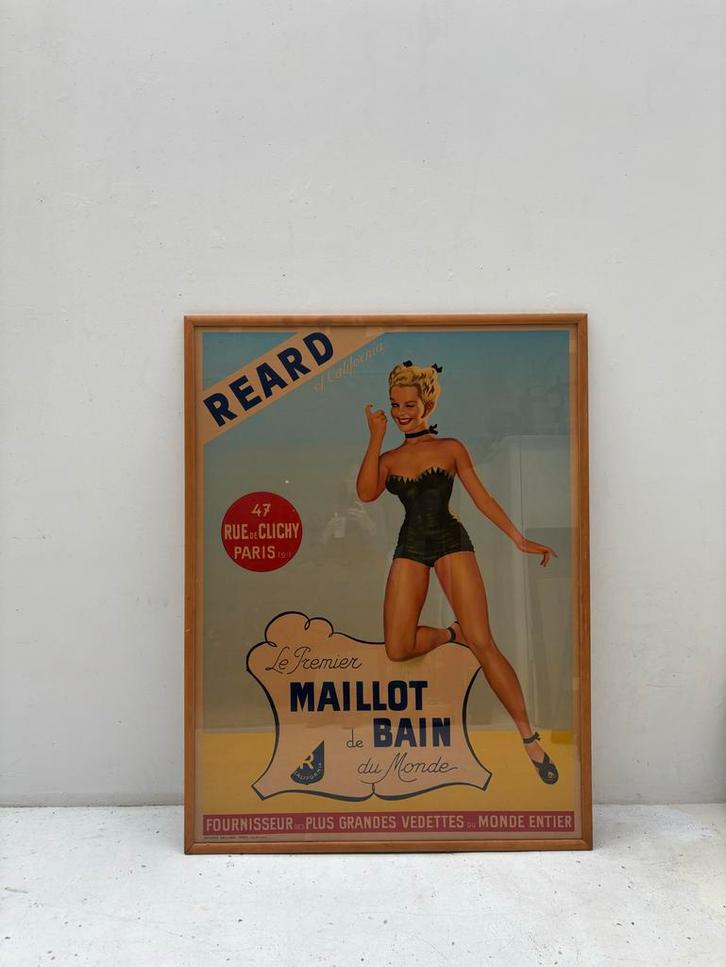 REARD
of California
47
RUE DE CLICHY
PARIS
Le Premier
MAILLOT
de BAIN
du Monde
R
CALIFORNIA
FOURNISSEUR DES PLUS GRANDES VEDETTES DU MONDE ENTIER